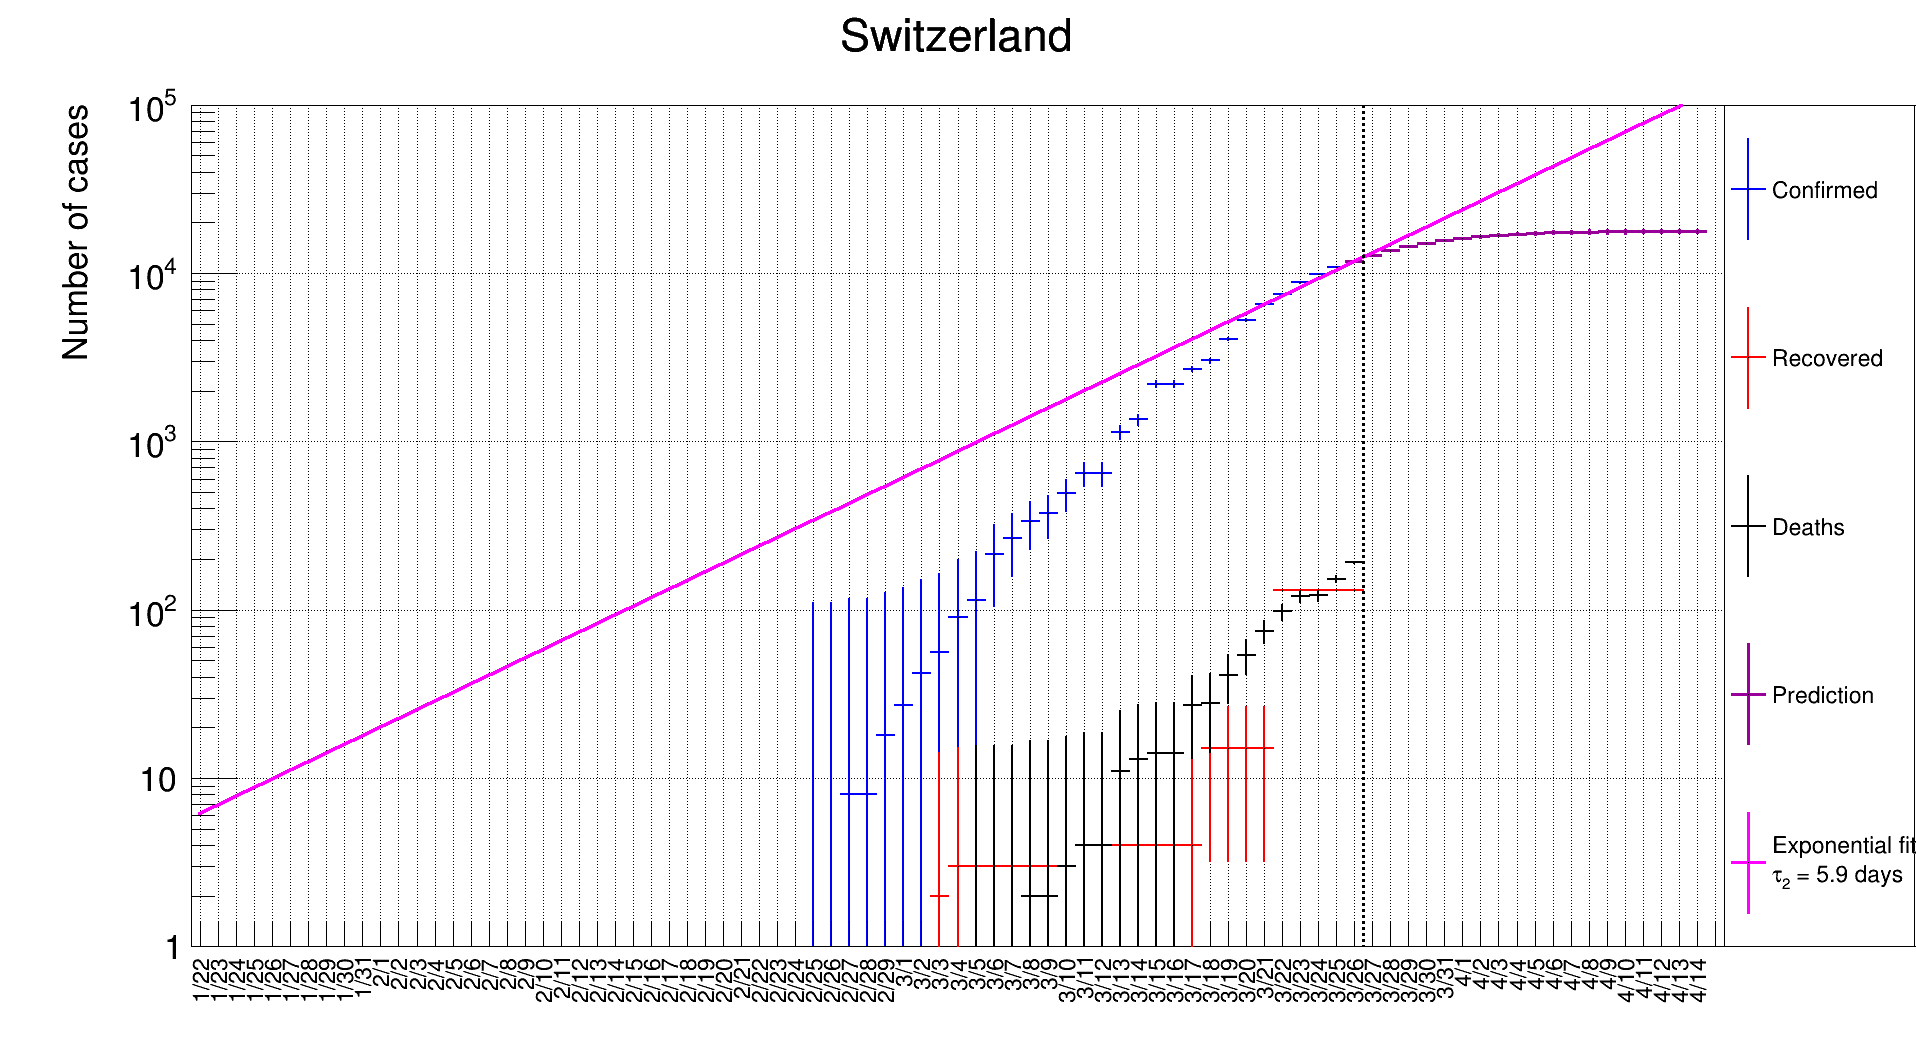 Switzerland
Number of cases
10^5
10^4
10^3
10^2
10
1
1/22 1/23 1/24 1/25 1/26 1/27 1/28 1/29 1/30 1/31 2/1 2/2 2/3 2/4 2/5 2/6 2/7 2/8 2/9 2/10 2/11 2/12 2/13 2/14 2/15 2/16 2/17 2/18 2/19 2/20 2/21 2/22 2/23 2/24 2/25 2/26 2/27 2/28 2/29 3/1 3/2 3/3 3/4 3/5 3/6 3/7 3/8 3/9 3/10 3/11 3/12 3/13 3/14 3/15 3/16 3/17 3/18 3/19 3/20 3/21 3/22 3/23 3/24 3/25 3/26 3/27 3/28 3/29 3/30 3/31 4/1 4/2 4/3 4/4 4/5 4/6 4/7 4/8 4/9 4/10 4/11 4/12 4/13 4/14
Confirmed
Recovered
Deaths
Prediction
Exponential fit
τ₂ = 5.9 days